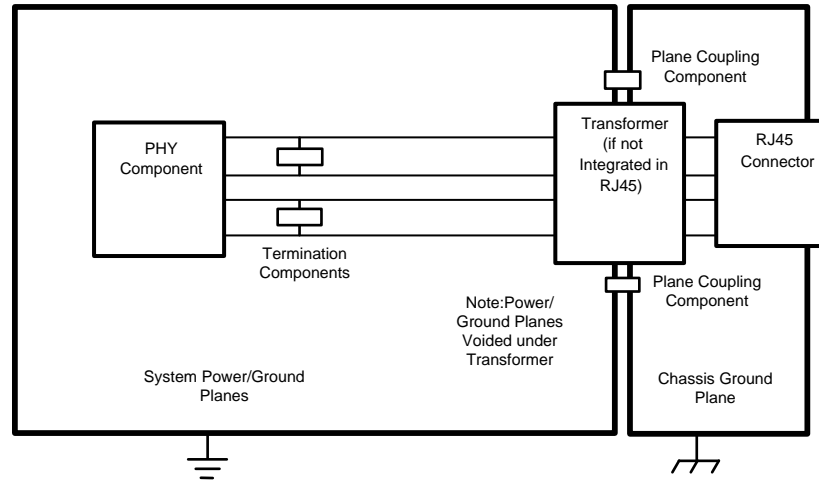 Plane Coupling
Component
PHY
Component
Transformer
(if not
Integrated in
RJ45)
RJ45
Connector
Termination
Components
Note:Power/
Ground Planes
Voided under
Transformer
Plane Coupling
Component
System Power/Ground
Planes
Chassis Ground
Plane